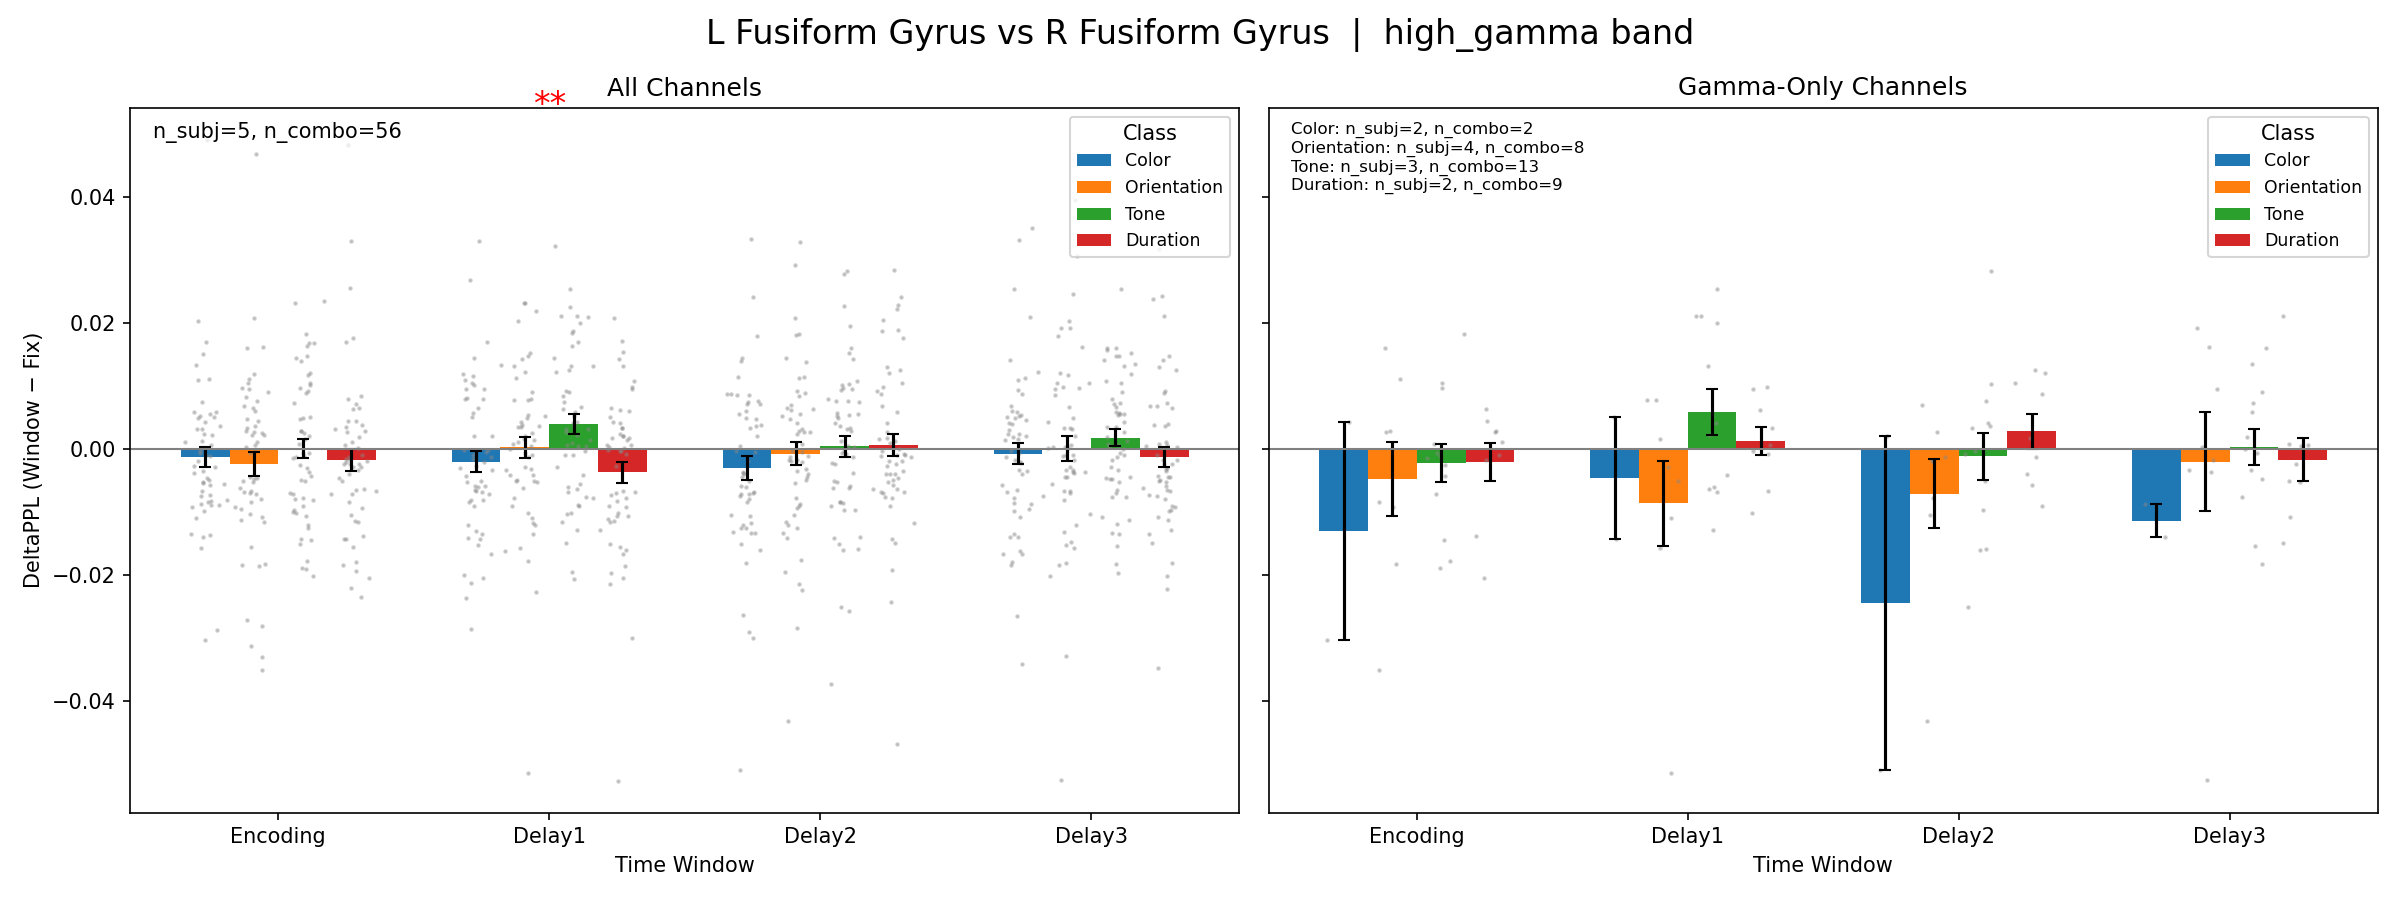 L Fusiform Gyrus vs R Fusiform Gyrus | high_gamma band
All Channels
**
n_subj=5, n_combo=56
Class
Color
Orientation
Tone
Duration
DeltaPPL (Window − Fix)
0.04
0.02
0.00
−0.02
−0.04
Encoding
Delay1
Delay2
Delay3
Time Window
Gamma-Only Channels
Color: n_subj=2, n_combo=2
Orientation: n_subj=4, n_combo=8
Tone: n_subj=3, n_combo=13
Duration: n_subj=2, n_combo=9
Class
Color
Orientation
Tone
Duration
Encoding
Delay1
Delay2
Delay3
Time Window